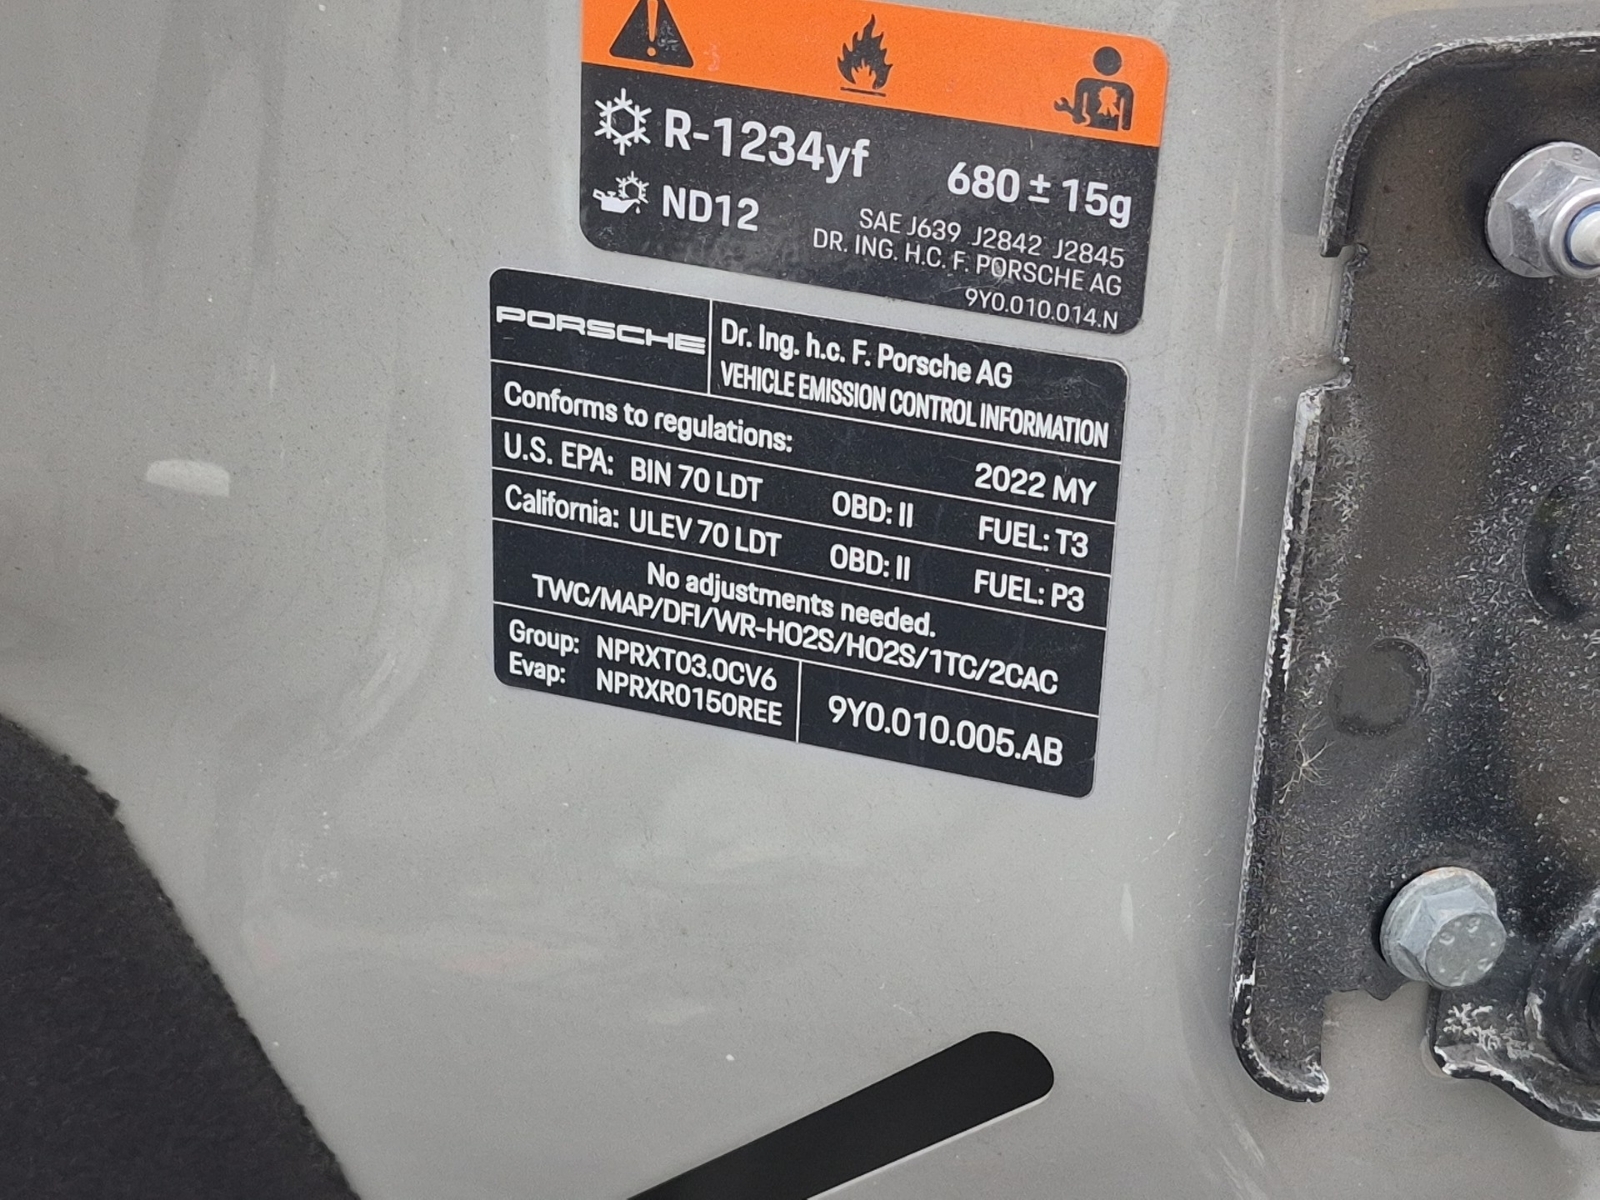 R-1234yf
680 ± 15g
ND12
SAE J639 J2842 J2845
DR. ING. H.C. F. PORSCHE AG
9Y0.010.014.N
PORSCHE
Dr. Ing. h.c. F. Porsche AG
VEHICLE EMISSION CONTROL INFORMATION
Conforms to regulations:
2022 MY
U.S. EPA: BIN 70 LDT OBD: II FUEL: T3
California: ULEV 70 LDT OBD: II FUEL: P3
No adjustments needed.
TWC/MAP/DFI/WR-HO2S/HO2S/1TC/2CAC
Group: NPRXT03.0CV6
Evap: NPRXR0150REE
9Y0.010.005.AB